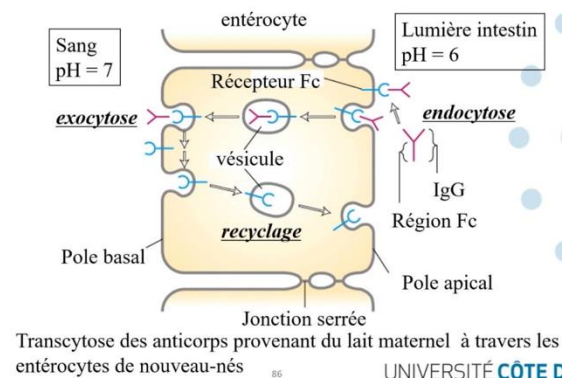 entérocyte
Sang
pH = 7
Lumière intestin
pH = 6
Récepteur Fc
exocytose
endocytose
vésicule
IgG
Région Fc
recyclage
Pole basal
Pole apical
Jonction serrée
Transcytose des anticorps provenant du lait maternel à travers les
entérocytes de nouveau-nés
86
UNIVERSITÉ CÔTE D